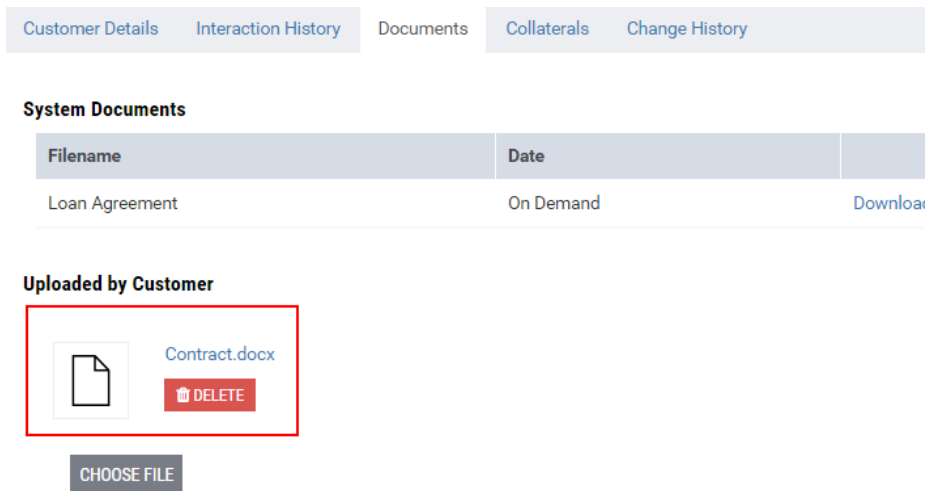 Customer Details Interaction History Documents Collaterals Change History
System Documents
Filename Date
Loan Agreement On Demand
Uploaded by Customer
Contract.docx
DELETE
CHOOSE FILE